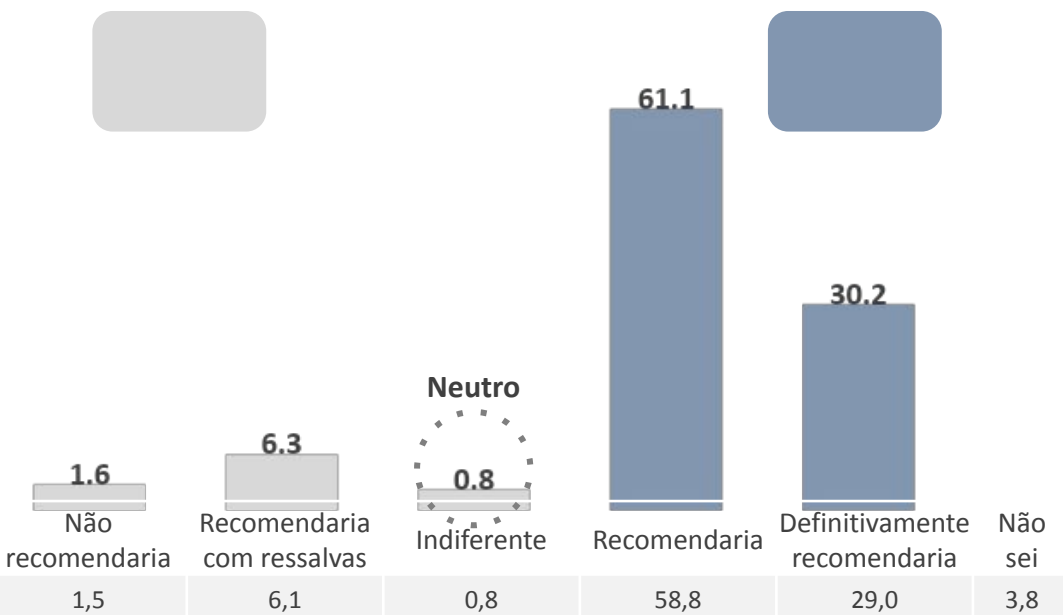 61.1
30.2
Neutro
6.3
1.6
0.8
Não recomendaria
Recomendaria com ressalvas
Indiferente
Recomendaria
Definitivamente recomendaria
Não sei
1,5 6,1 0,8 58,8 29,0 3,8